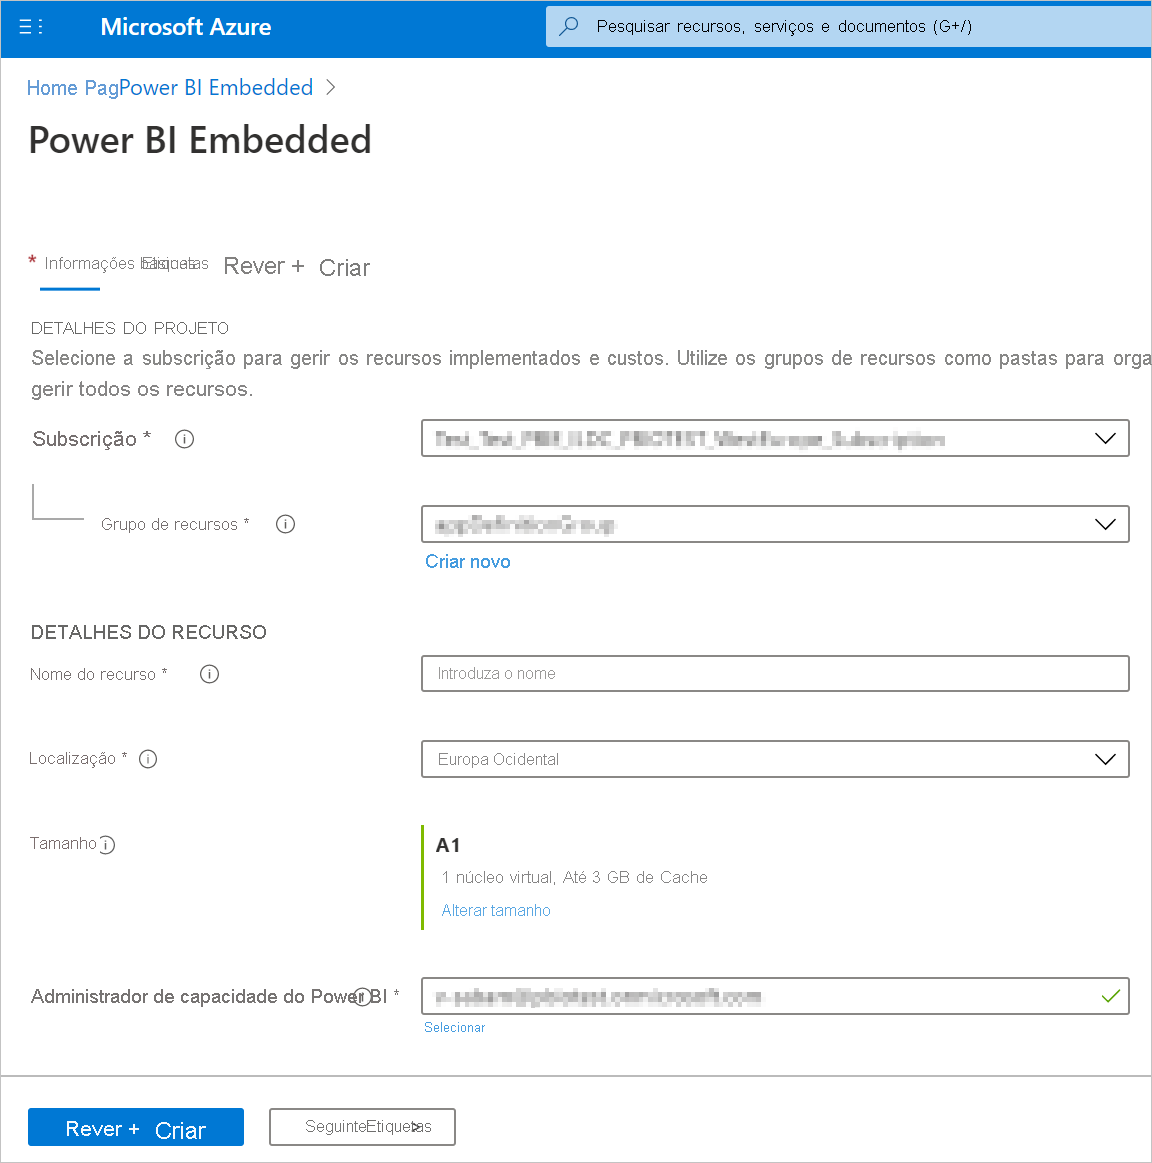 Microsoft Azure
Pesquisar recursos, serviços e documentos (G+/)
Home PagPower BI Embedded
Power BI Embedded
* Informações básicas Etiquetas Rever + Criar
DETALHES DO PROJETO
Selecione a subscrição para gerir os recursos implementados e custos. Utilize os grupos de recursos como pastas para orga
gerir todos os recursos.
Subscrição *
Grupo de recursos *
Criar novo
DETALHES DO RECURSO
Nome do recurso *
Introduza o nome
Localização *
Europa Ocidental
Tamanho
A1
1 núcleo virtual, Até 3 GB de Cache
Alterar tamanho
Administrador de capacidade do Power BI *
Selecionar
Rever + Criar
Seguinte Etiquetas >